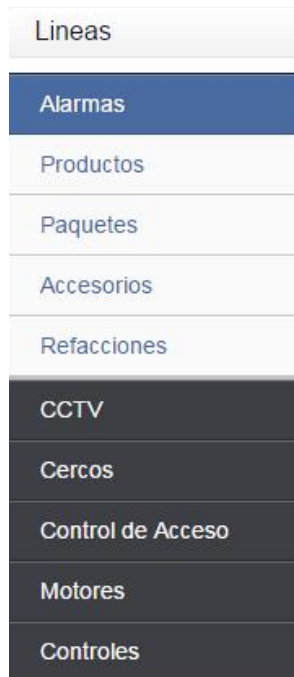 Lineas
Alarmas
Productos
Paquetes
Accesorios
Refacciones
CCTV
Cercos
Control de Acceso
Motores
Controles